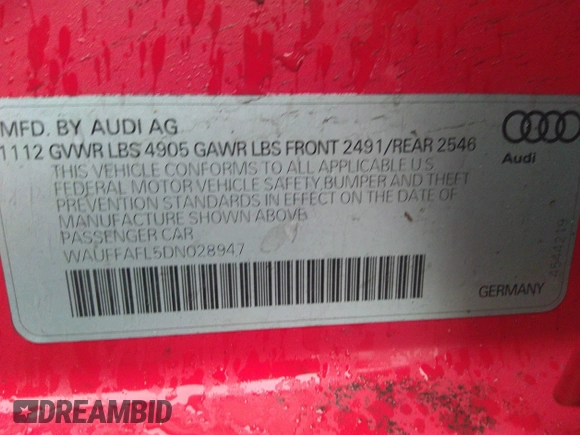 MFD. BY AUDI AG
1112 GVWR LBS 4905 GAWR LBS FRONT 2491/REAR 2546
THIS VEHICLE CONFORMS TO ALL APPLICABLE U.S.
FEDERAL MOTOR VEHICLE SAFETY, BUMPER AND THEFT
PREVENTION STANDARDS IN EFFECT ON THE DATE OF
MANUFACTURE SHOWN ABOVE
PASSENGER CAR
WAUFFAFL5DN028947
Audi
GERMANY
DREAMBID